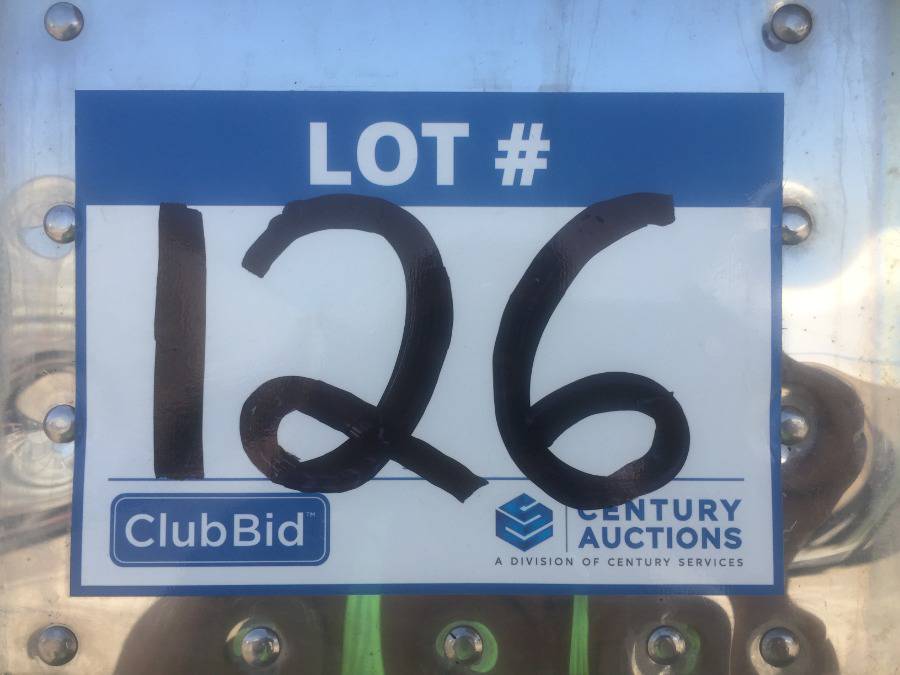 LOT #
126
ClubBid™
CENTURY
AUCTIONS
A DIVISION OF CENTURY SERVICES